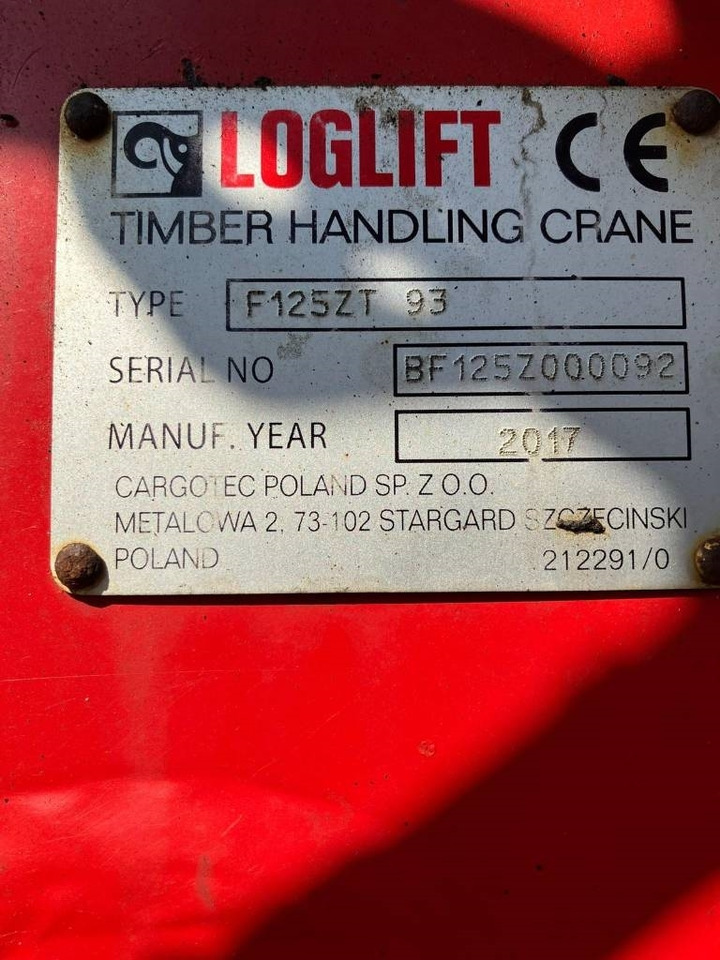 LOGLIFT CE
TIMBER HANDLING CRANE
TYPE F125ZT 93
SERIAL NO BF125Z000092
MANUF. YEAR 2017
CARGOTEC POLAND SP. Z O.O.
METALOWA 2, 73-102 STARGARD SZCZECINSKI
POLAND 212291/0